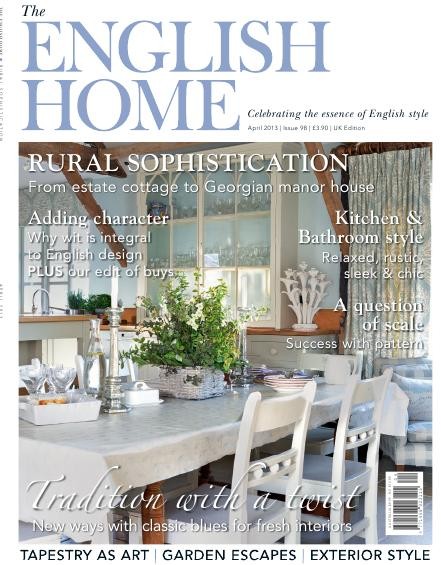 The
ENGLISH
HOME
Celebrating the essence of English style
April 2013 | Issue 98 | £3.90 | UK Edition
RURAL SOPHISTICATION
From estate cottage to Georgian manor house
Adding character
Why wit is integral
to English design
PLUS our edit of buys
Kitchen &
Bathroom style
Relaxed, rustic,
sleek & chic
A question
of scale
Success with pattern
Tradition with a twist
New ways with classic blues for fresh interiors
TAPESTRY AS ART | GARDEN ESCAPES | EXTERIOR STYLE